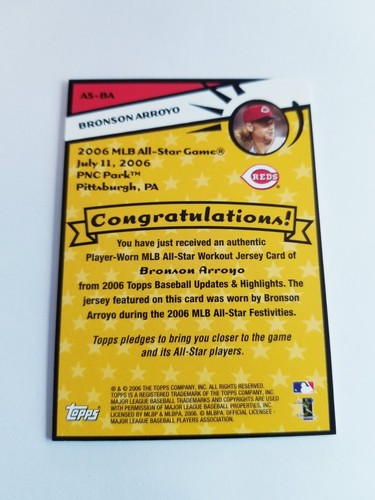 AS-BA
BRONSON ARROYO
2006 MLB All-Star Game®
July 11, 2006
PNC Park™
Pittsburgh, PA
REDS
Congratulations!
You have just received an authentic
Player-Worn MLB All-Star Workout Jersey Card of
Bronson Arroyo
from 2006 Topps Baseball Updates & Highlights. The
jersey featured on this card was worn by Bronson
Arroyo during the 2006 MLB All-Star Festivities.
Topps pledges to bring you closer to the game
and its All-Star players.
® & © 2006 THE TOPPS COMPANY, INC. ALL RIGHTS RESERVED.
TOPPS IS A REGISTERED TRADEMARK OF THE TOPPS COMPANY, INC.
MAJOR LEAGUE BASEBALL TRADEMARKS AND COPYRIGHTS ARE USED
WITH PERMISSION OF MAJOR LEAGUE BASEBALL PROPERTIES, INC.
LICENSED BY MLBP & MLBPA, 2006. © MLBPA. OFFICIAL LICENSEE -
MAJOR LEAGUE BASEBALL PLAYERS ASSOCIATION.
Topps